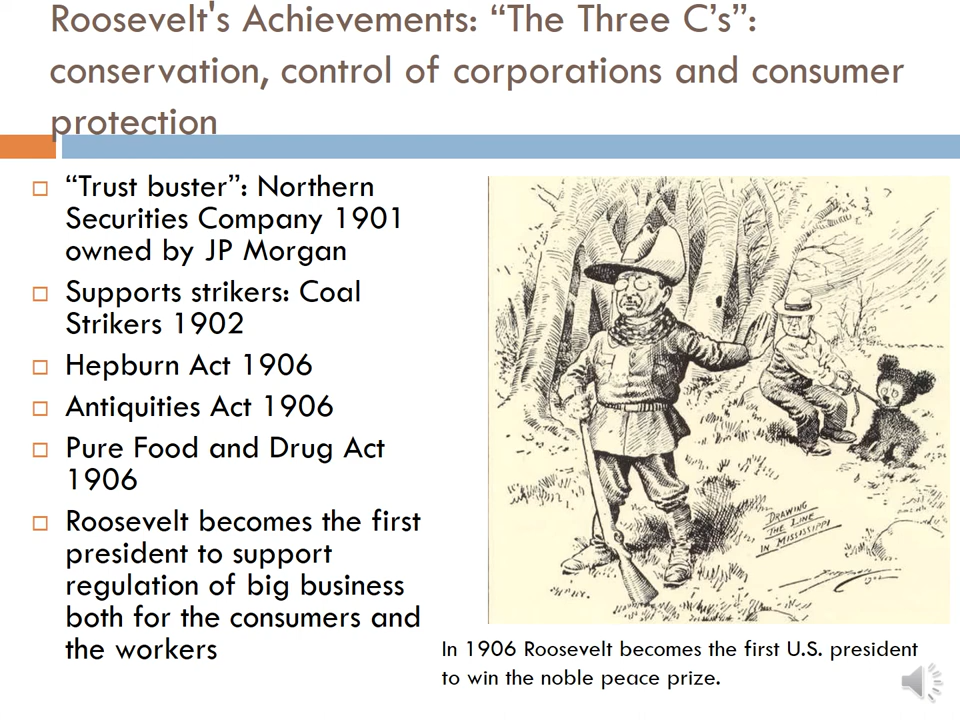 Roosevelt's Achievements: “The Three C’s”:
conservation, control of corporations and consumer
protection
“Trust buster”: Northern
Securities Company 1901
owned by JP Morgan
Supports strikers: Coal
Strikers 1902
Hepburn Act 1906
Antiquities Act 1906
Pure Food and Drug Act
1906
Roosevelt becomes the first
president to support
regulation of big business
both for the consumers and
the workers
DRAWING
THE LINE
IN MISSISSIPPI
In 1906 Roosevelt becomes the first U.S. president
to win the noble peace prize.